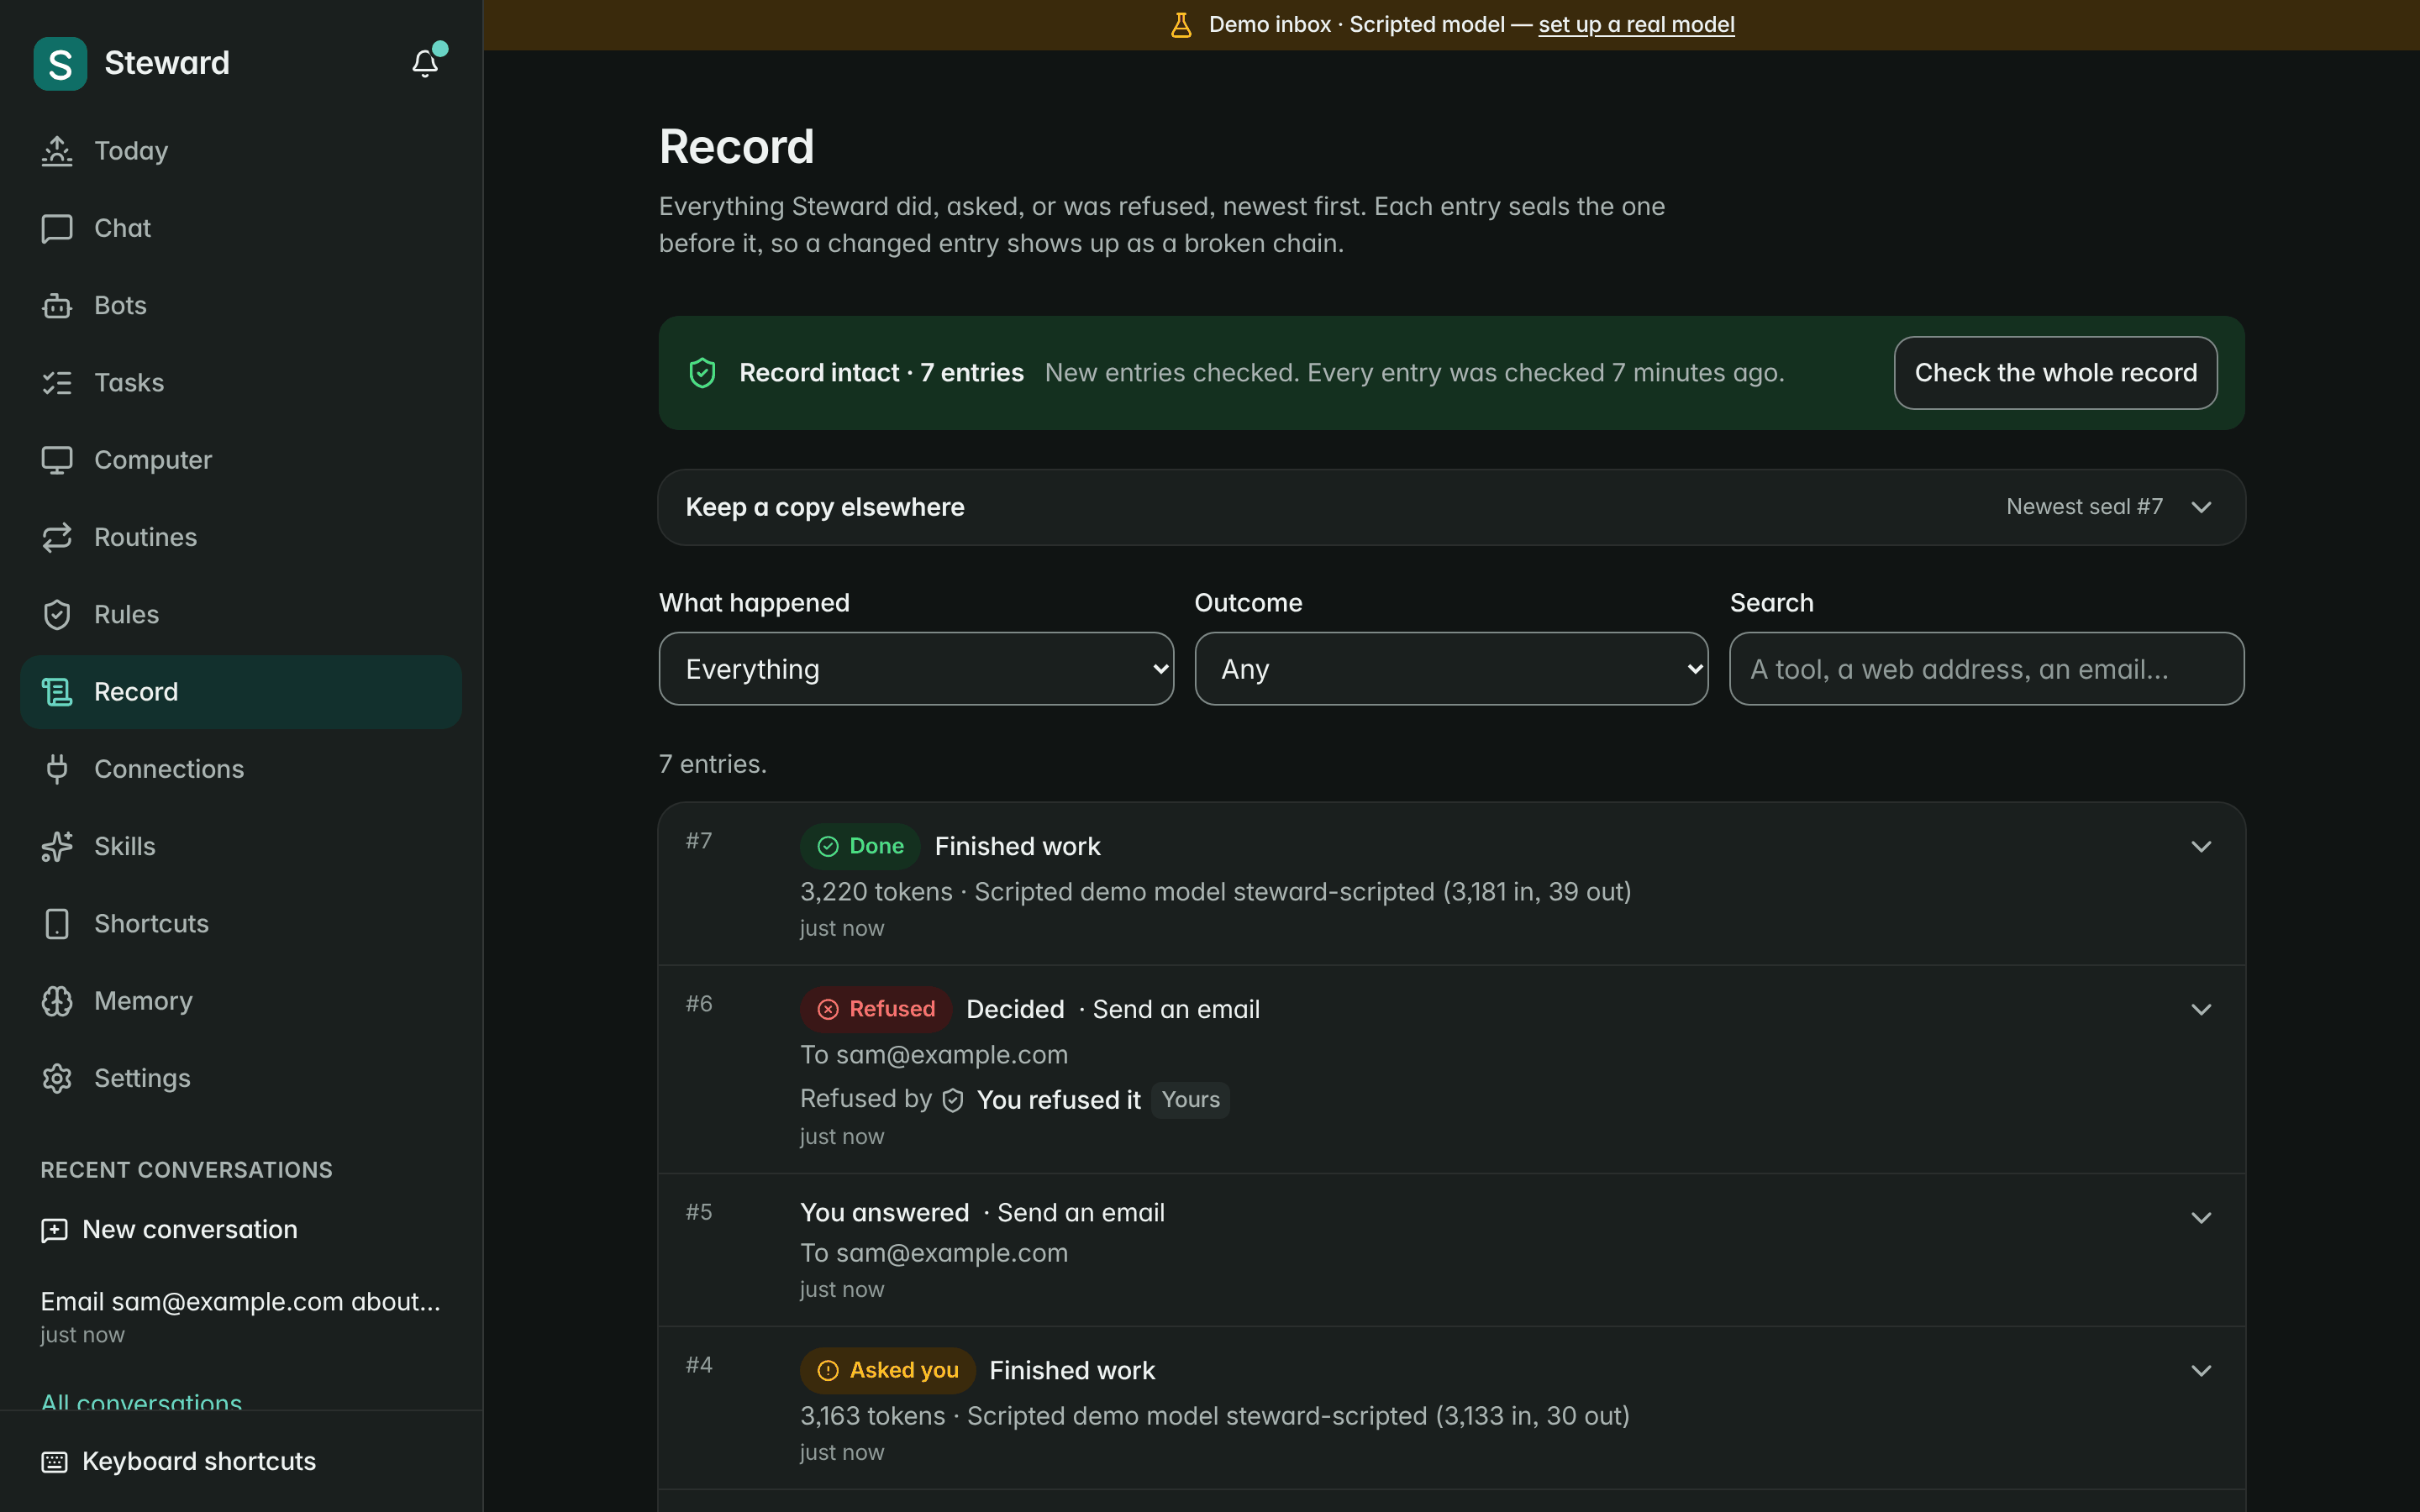 Demo inbox · Scripted model — set up a real model
S Steward
Today
Chat
Bots
Tasks
Computer
Routines
Rules
Record
Connections
Skills
Shortcuts
Memory
Settings
RECENT CONVERSATIONS
New conversation
Email sam@example.com about...
just now
All conversations
Keyboard shortcuts
Record
Everything Steward did, asked, or was refused, newest first. Each entry seals the one
before it, so a changed entry shows up as a broken chain.
Record intact · 7 entries New entries checked. Every entry was checked 7 minutes ago. Check the whole record
Keep a copy elsewhere Newest seal #7
What happened Outcome Search
Everything Any A tool, a web address, an email...
7 entries.
#7 Done Finished work
3,220 tokens · Scripted demo model steward-scripted (3,181 in, 39 out)
just now
#6 Refused Decided · Send an email
To sam@example.com
Refused by You refused it Yours
just now
#5 You answered · Send an email
To sam@example.com
just now
#4 Asked you Finished work
3,163 tokens · Scripted demo model steward-scripted (3,133 in, 30 out)
just now